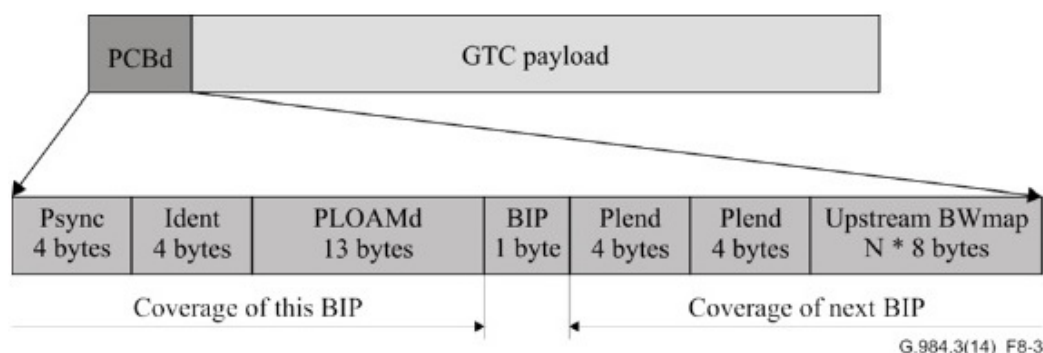 PCBd
GTC payload
Psync
4 bytes
Ident
4 bytes
PLOAMd
13 bytes
BIP
1 byte
Plend
4 bytes
Plend
4 bytes
Upstream BWmap
N * 8 bytes
Coverage of this BIP
Coverage of next BIP
G.984.3(14)_F8-3